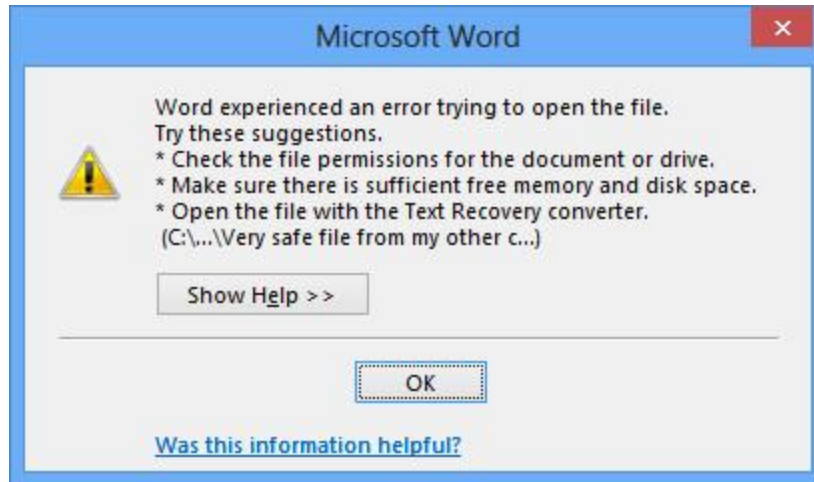 Microsoft Word
Word experienced an error trying to open the file.
Try these suggestions.
* Check the file permissions for the document or drive.
* Make sure there is sufficient free memory and disk space.
* Open the file with the Text Recovery converter.
(C:\...\Very safe file from my other c...)
Show Help >>
OK
Was this information helpful?